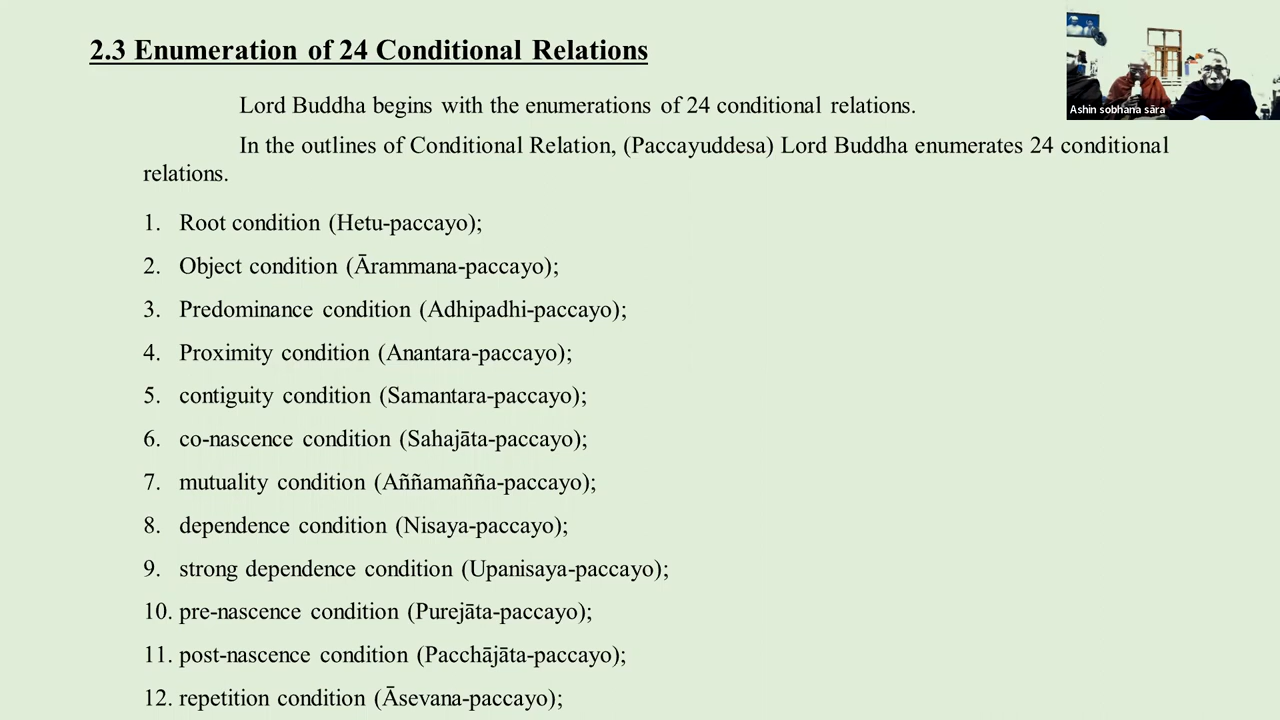 2.3 Enumeration of 24 Conditional Relations
Lord Buddha begins with the enumerations of 24 conditional relations.
Ashin sobhana sāra
In the outlines of Conditional Relation, (Paccayuddesa) Lord Buddha enumerates 24 conditional
relations.
1. Root condition (Hetu-paccayo);
2. Object condition (Ārammana-paccayo);
3. Predominance condition (Adhipadhi-paccayo);
4. Proximity condition (Anantara-paccayo);
5. contiguity condition (Samantara-paccayo);
6. co-nascence condition (Sahajāta-paccayo);
7. mutuality condition (Aññamañña-paccayo);
8. dependence condition (Nisaya-paccayo);
9. strong dependence condition (Upanisaya-paccayo);
10. pre-nascence condition (Purejāta-paccayo);
11. post-nascence condition (Pacchājāta-paccayo);
12. repetition condition (Āsevana-paccayo);